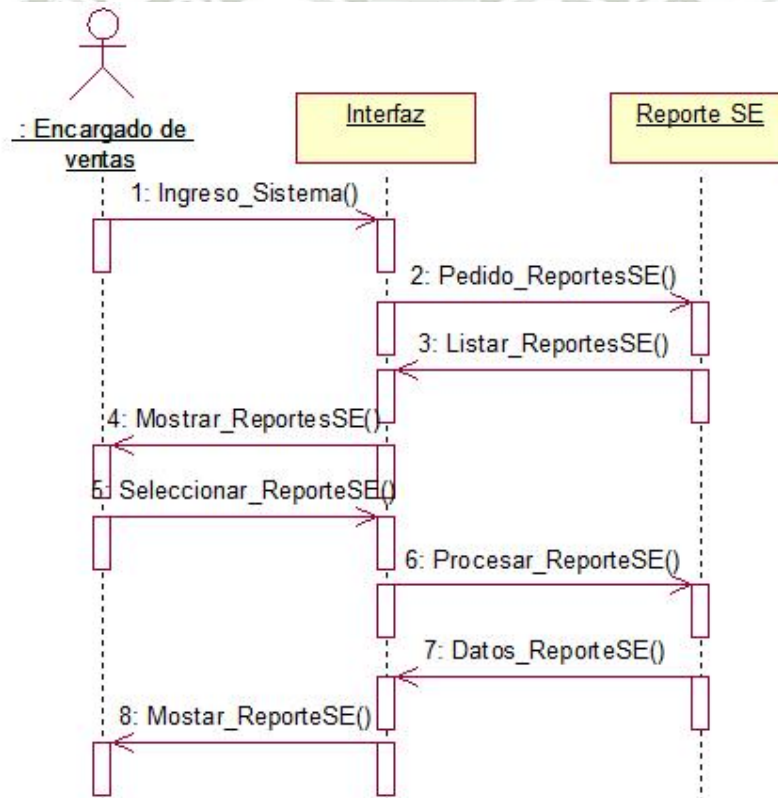 : Encargado de
ventas
Interfaz
Reporte SE
1: Ingreso_Sistema()
2: Pedido_ReportesSE()
3: Listar_ReportesSE()
4: Mostrar_ReportesSE()
5: Seleccionar_ReporteSE()
6: Procesar_ReporteSE()
7: Datos_ReporteSE()
8: Mostar_ReporteSE()